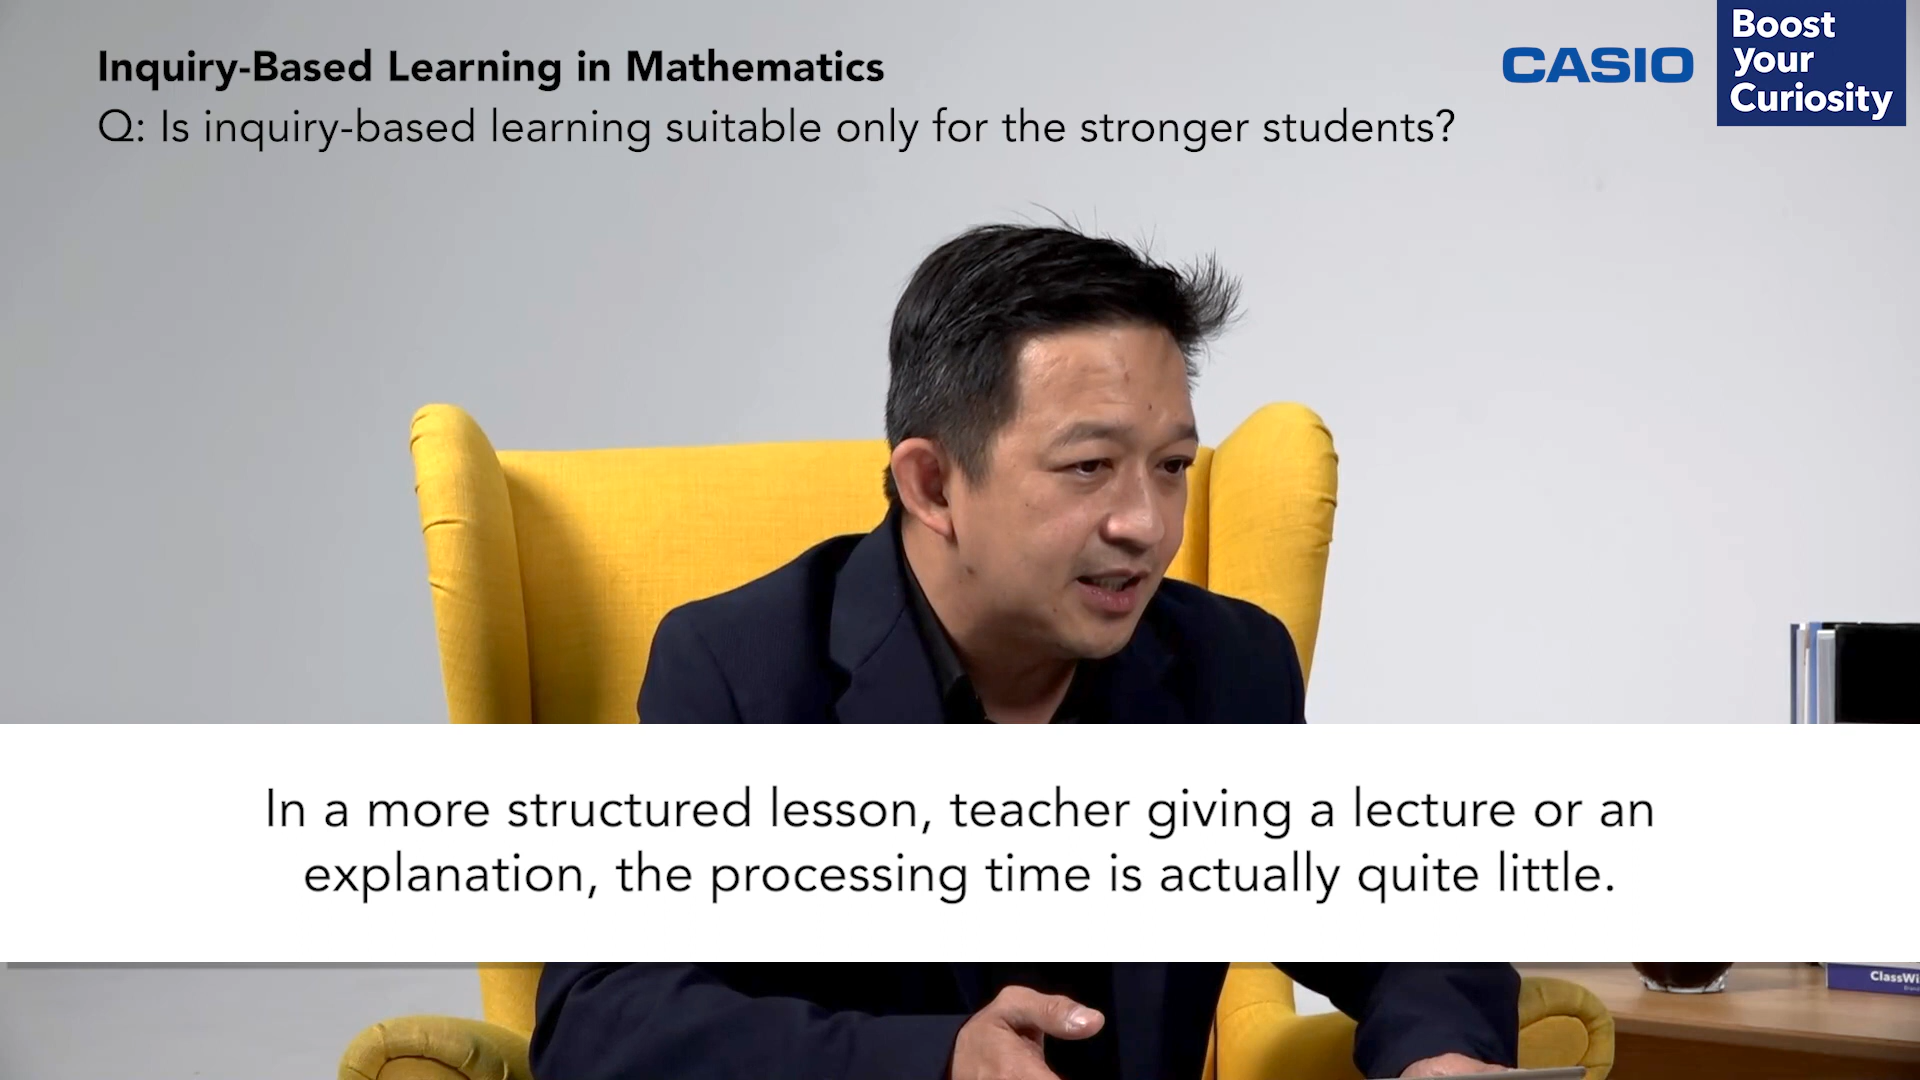 Inquiry-Based Learning in Mathematics
Q: Is inquiry-based learning suitable only for the stronger students?
CASIO
Boost
Your
Curiosity
In a more structured lesson, teacher giving a lecture or an
explanation, the processing time is actually quite little.
ClassWi